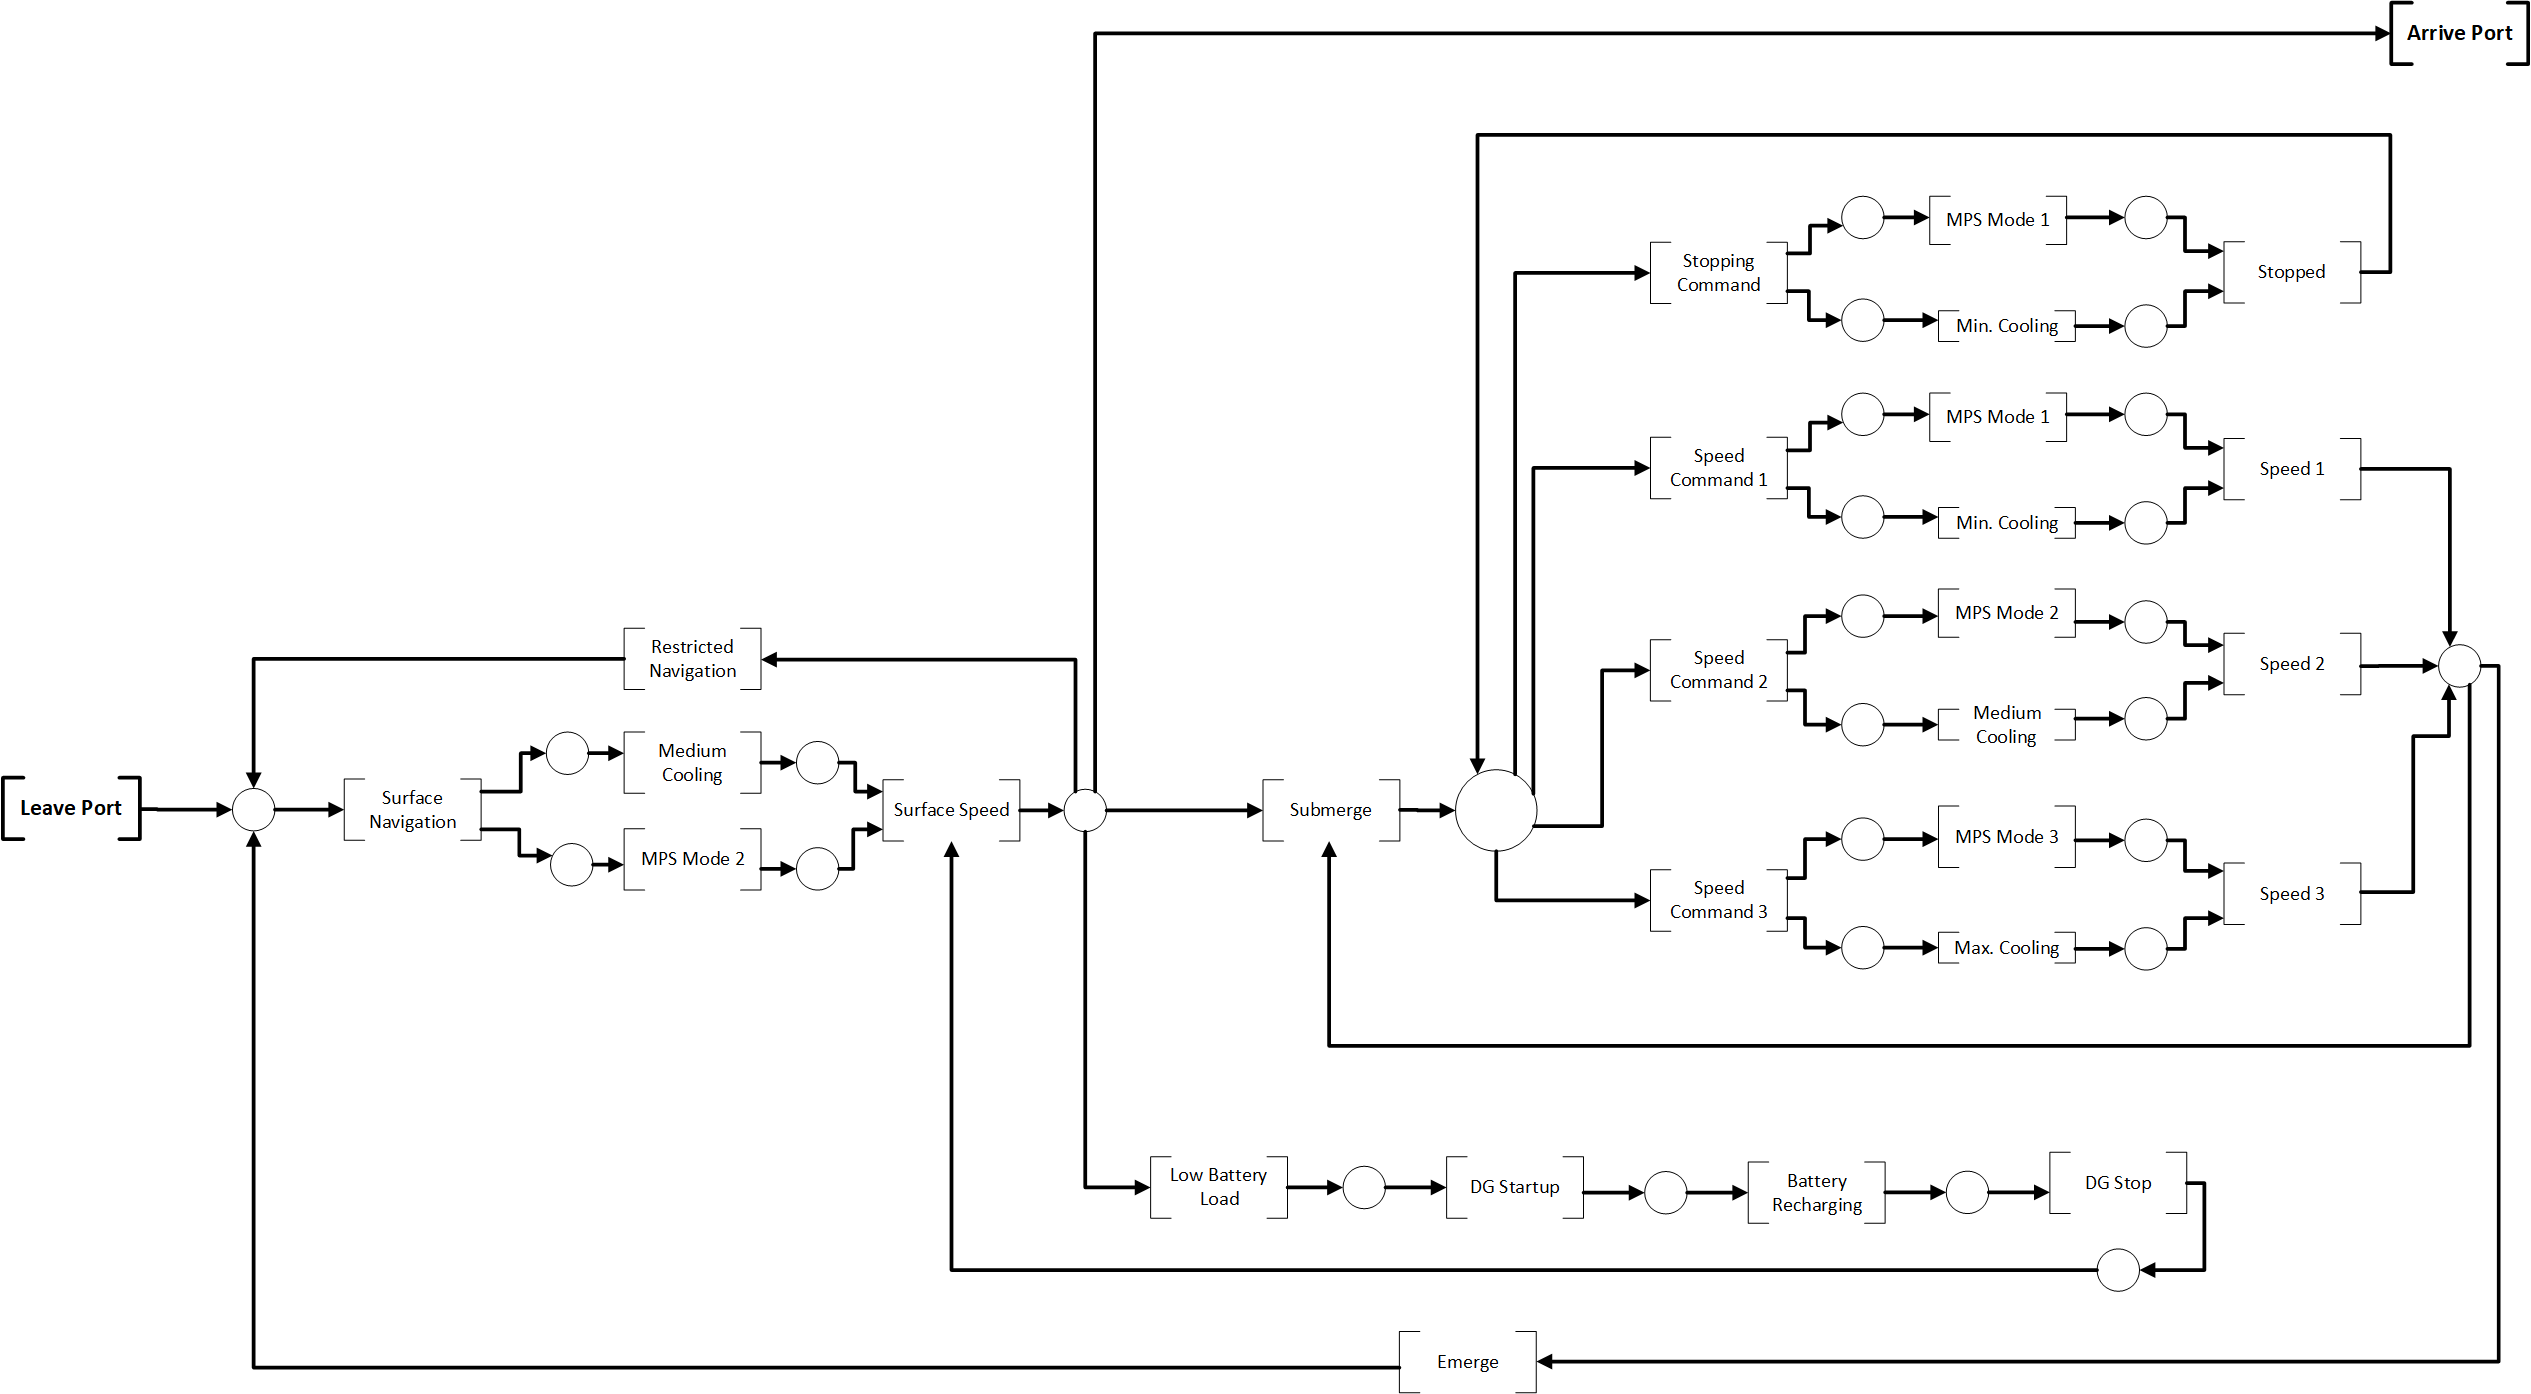 Arrive Port
MPS Mode 1
Stopping
Command
Stopped
Min. Cooling
MPS Mode 1
Speed
Command 1
Speed 1
Min. Cooling
MPS Mode 2
Restricted
Navigation
Speed
Command 2
Speed 2
Medium
Cooling
Medium
Cooling
Leave Port
Surface
Navigation
Surface Speed
Submerge
MPS Mode 2
MPS Mode 3
Speed
Command 3
Speed 3
Max. Cooling
Low Battery
Load
DG Startup
Battery
Recharging
DG Stop
Emerge